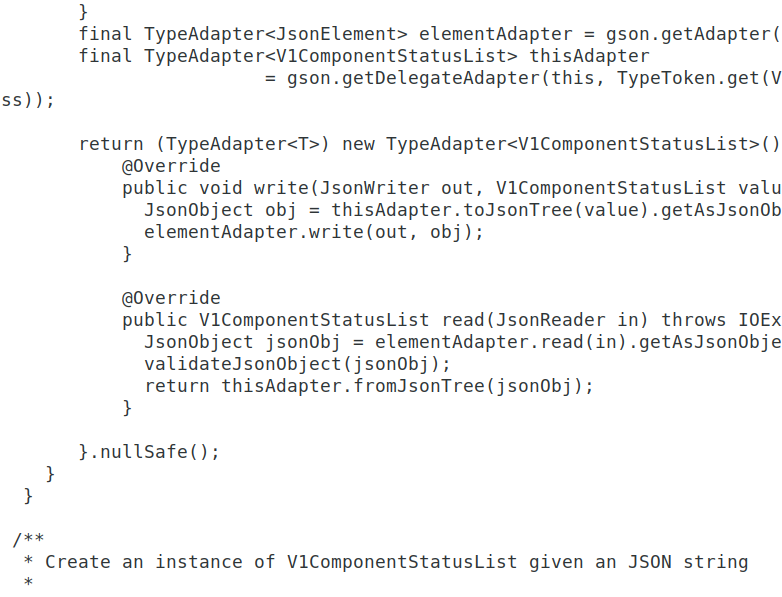 }
final TypeAdapter<JsonElement> elementAdapter = gson.getAdapter(
final TypeAdapter<V1ComponentStatusList> thisAdapter
= gson.getDelegateAdapter(this, TypeToken.get(V
ss));
return (TypeAdapter<T>) new TypeAdapter<V1ComponentStatusList>()
@Override
public void write(JsonWriter out, V1ComponentStatusList valu
JsonObject obj = thisAdapter.toJsonTree(value).getAsJsonOb
elementAdapter.write(out, obj);
}
@Override
public V1ComponentStatusList read(JsonReader in) throws IOEx
JsonObject jsonObj = elementAdapter.read(in).getAsJsonObje
validateJsonObject(jsonObj);
return thisAdapter.fromJsonTree(jsonObj);
}
}.nullSafe();
}
}
/**
* Create an instance of V1ComponentStatusList given an JSON string
*